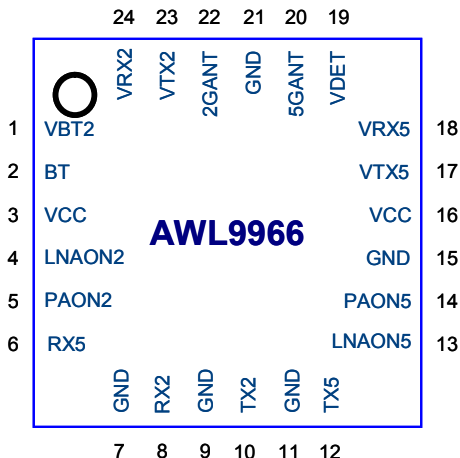 24 23 22 21 20 19
VRX2 VTX2 2GANT GND 5GANT VDET
1 VBT2 VRX5 18
2 BT VTX5 17
3 VCC VCC 16
AWL9966
4 LNAON2 GND 15
5 PAON2 PAON5 14
6 RX5 LNAON5 13
GND RX2 GND TX2 GND TX5
7 8 9 10 11 12